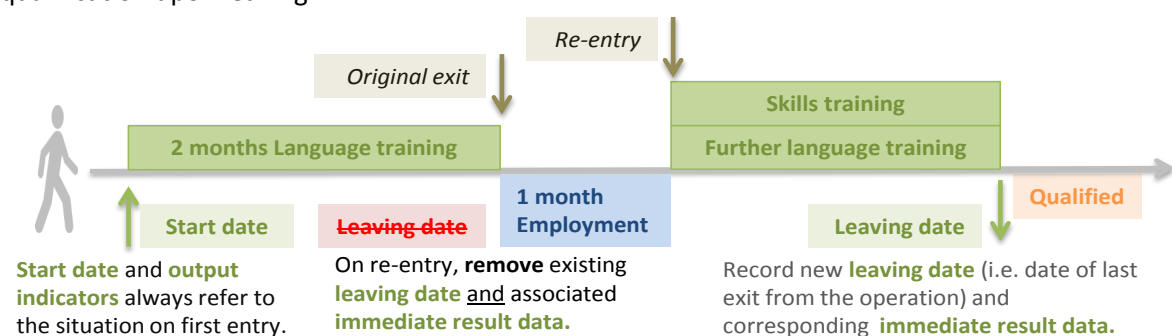 Re-entry
Original exit
Skills training
2 months Language training
Further language training
Start date
Leaving date
1 month
Employment
Leaving date
Qualified
Start date and output
indicators always refer to
the situation on first entry.
On re-entry, remove existing
leaving date and associated
immediate result data.
Record new leaving date (i.e. date of last
exit from the operation) and
corresponding immediate result data.